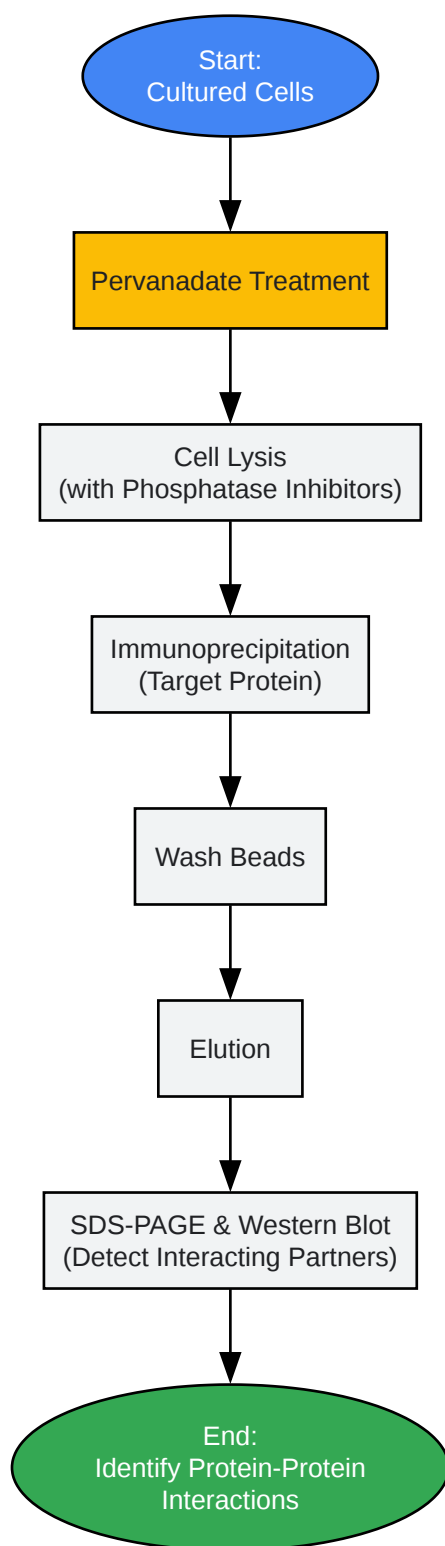 Start:
Cultured Cells
Pervanadate Treatment
Cell Lysis
(with Phosphatase Inhibitors)
Immunoprecipitation
(Target Protein)
Wash Beads
Elution
SDS-PAGE & Western Blot
(Detect Interacting Partners)
End:
Identify Protein-Protein
Interactions